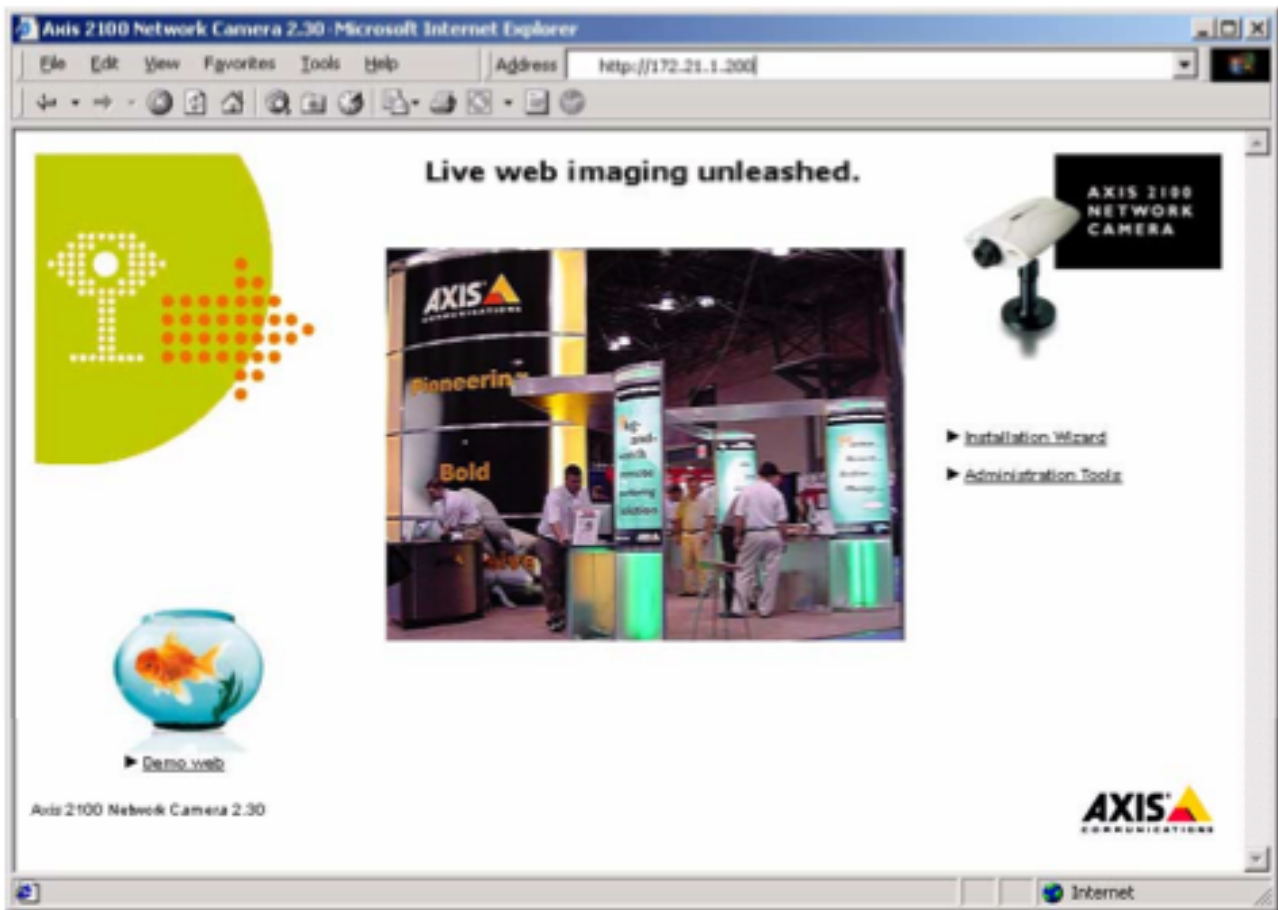 Axis 2100 Network Camera 2.30 - Microsoft Internet Explorer
File Edit View Favorites Tools Help Address http://172.21.1.200
Live web imaging unleashed.
AXIS 2100
NETWORK
CAMERA
AXIS
COMMUNICATIONS
Pioneering
Bold
Installation Wizard
Administration Tools
Demo web
Axis 2100 Network Camera 2.30
AXIS
COMMUNICATIONS
Internet